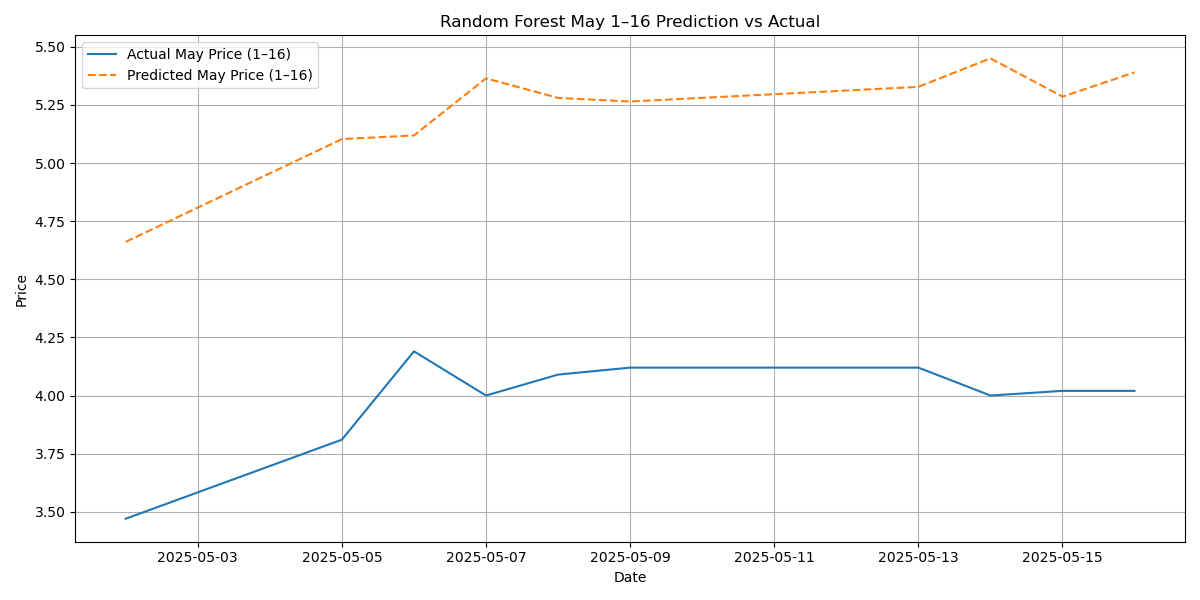 Random Forest May 1–16 Prediction vs Actual
Actual May Price (1–16)
Predicted May Price (1–16)
5.50
5.25
5.00
4.75
4.50
4.25
4.00
3.75
3.50
Price
2025-05-03 2025-05-05 2025-05-07 2025-05-09 2025-05-11 2025-05-13 2025-05-15
Date